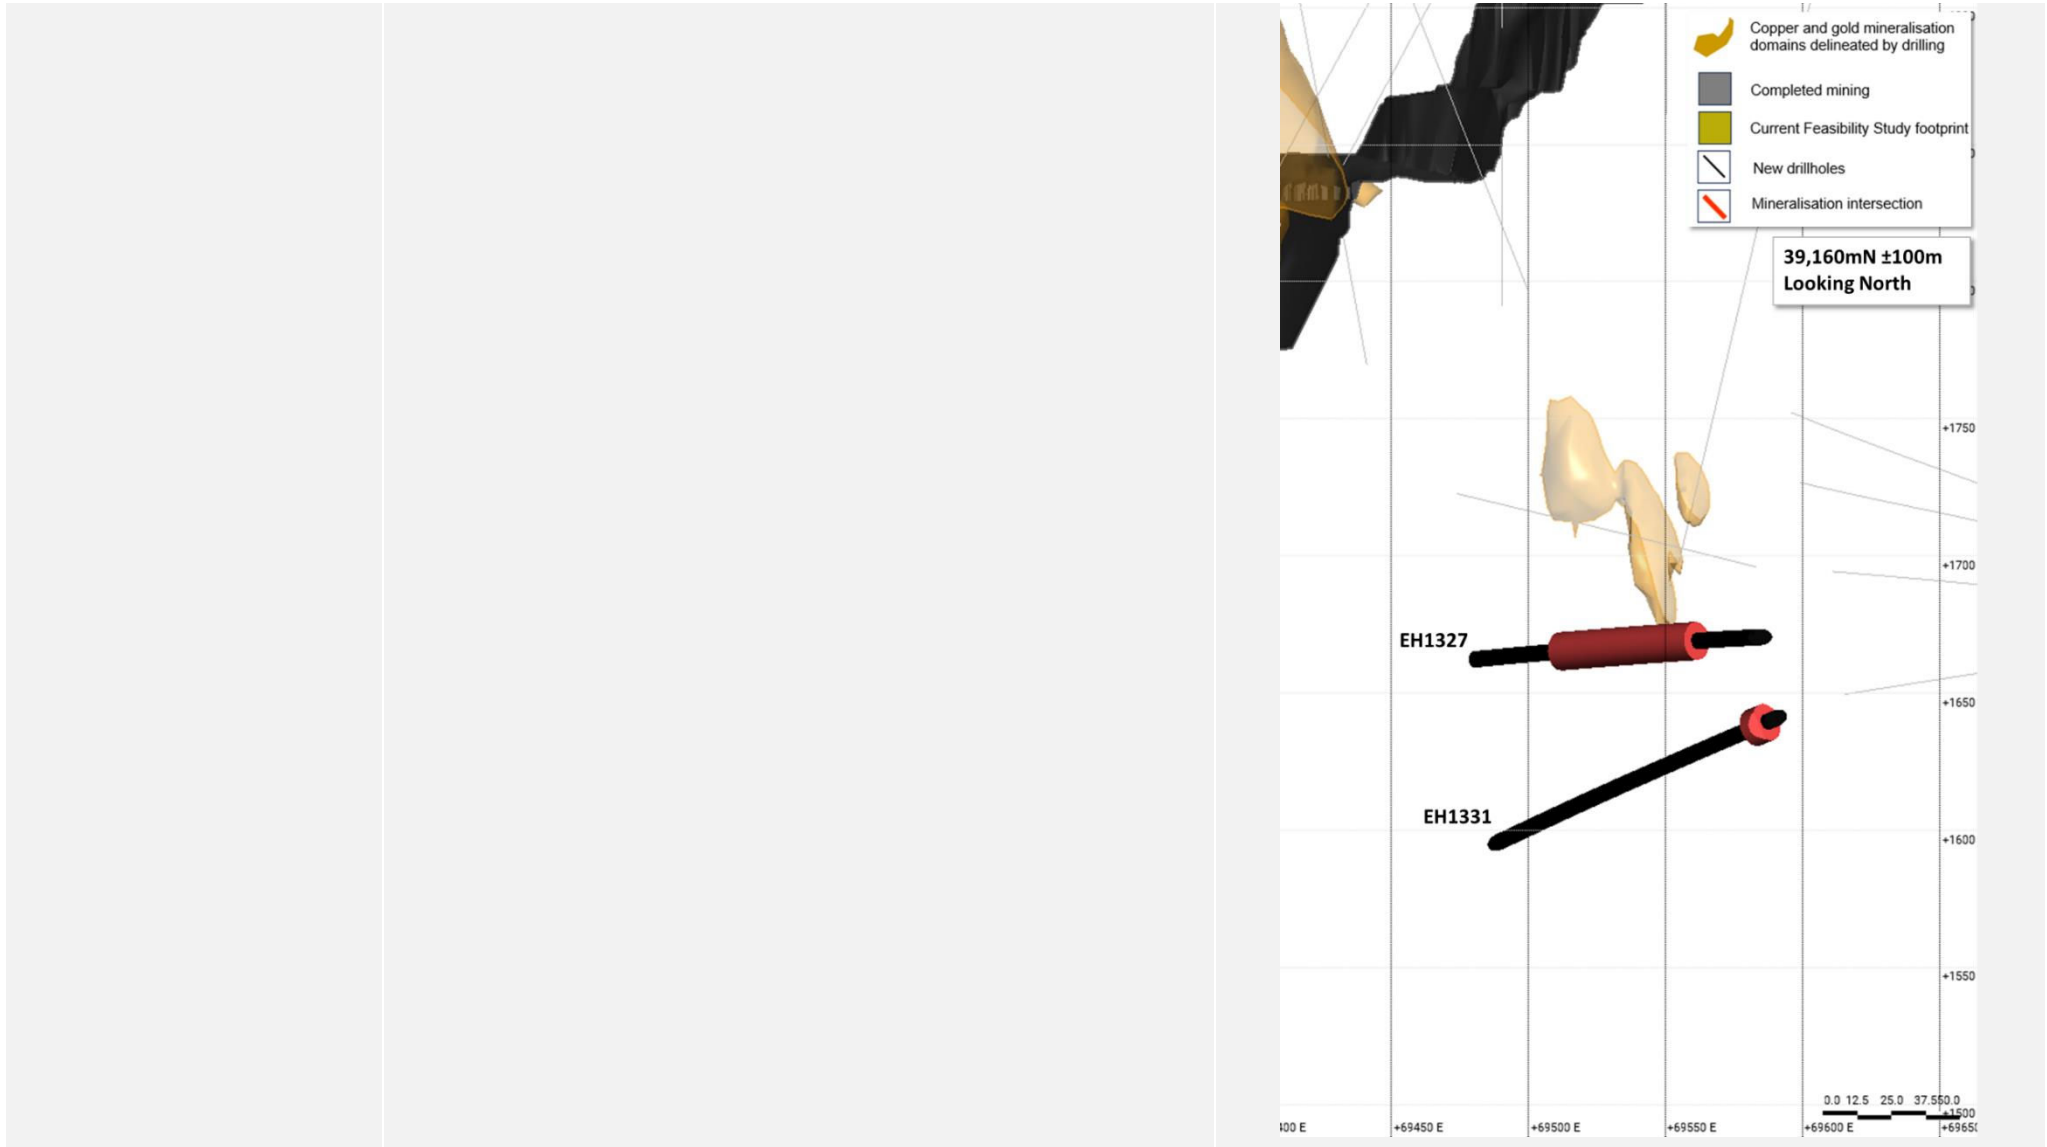 Copper and gold mineralisation
domains delineated by drilling
Completed mining
Current Feasibility Study footprint
New drillholes
Mineralisation intersection
39,160mN ±100m
Looking North
+1750
+1700
EH1327
+1650
EH1331
+1600
+1550
0.0 12.5 25.0 37.550.0
+1500
+69450 E +69500 E +69550 E +69600 E